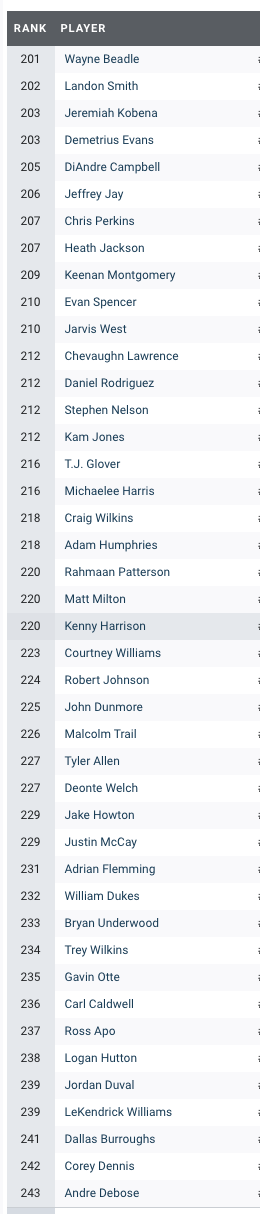 RANK PLAYER
201 Wayne Beadle
202 Landon Smith
203 Jeremiah Kobena
203 Demetrius Evans
205 DiAndre Campbell
206 Jeffrey Jay
207 Chris Perkins
207 Heath Jackson
209 Keenan Montgomery
210 Evan Spencer
210 Jarvis West
212 Chevaughn Lawrence
212 Daniel Rodriguez
212 Stephen Nelson
212 Kam Jones
216 T.J. Glover
216 Michaelee Harris
218 Craig Wilkins
218 Adam Humphries
220 Rahmaan Patterson
220 Matt Milton
220 Kenny Harrison
223 Courtney Williams
224 Robert Johnson
225 John Dunmore
226 Malcolm Trail
227 Tyler Allen
227 Deonte Welch
229 Jake Howton
229 Justin McCay
231 Adrian Flemming
232 William Dukes
233 Bryan Underwood
234 Trey Wilkins
235 Gavin Otte
236 Carl Caldwell
237 Ross Apo
238 Logan Hutton
239 Jordan Duval
239 LeKendrick Williams
241 Dallas Burroughs
242 Corey Dennis
243 Andre Debose